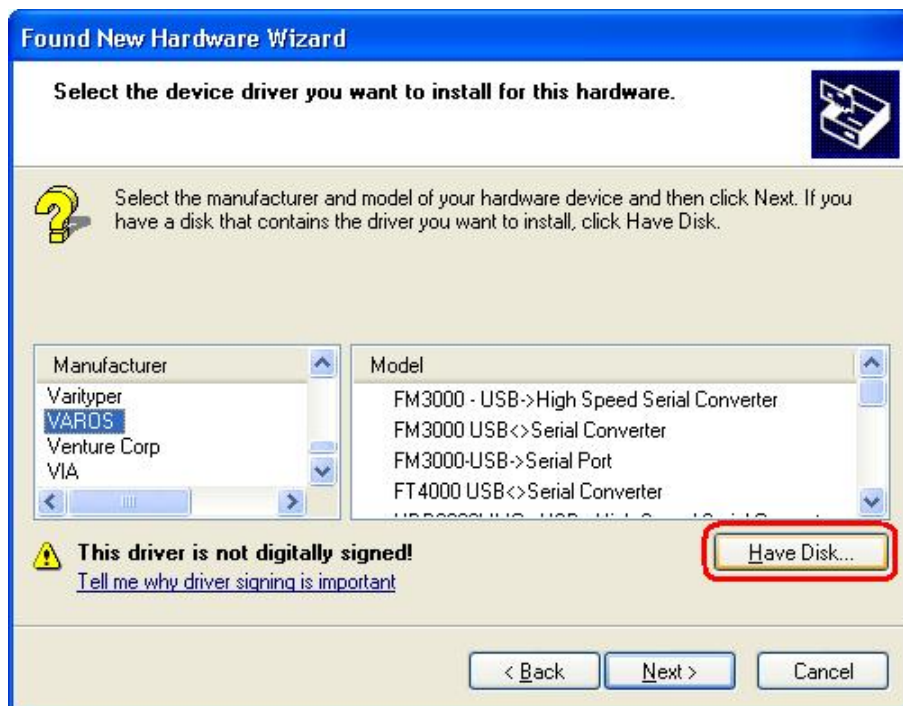 Found New Hardware Wizard
Select the device driver you want to install for this hardware.
Select the manufacturer and model of your hardware device and then click Next. If you
have a disk that contains the driver you want to install, click Have Disk.
Manufacturer
Varityper
VAROS
Venture Corp
VIA
Model
FM3000 - USB->High Speed Serial Converter
FM3000 USB<>Serial Converter
FM3000-USB->Serial Port
FT4000 USB<>Serial Converter
This driver is not digitally signed!
Tell me why driver signing is important
Have Disk...
< Back
Next >
Cancel